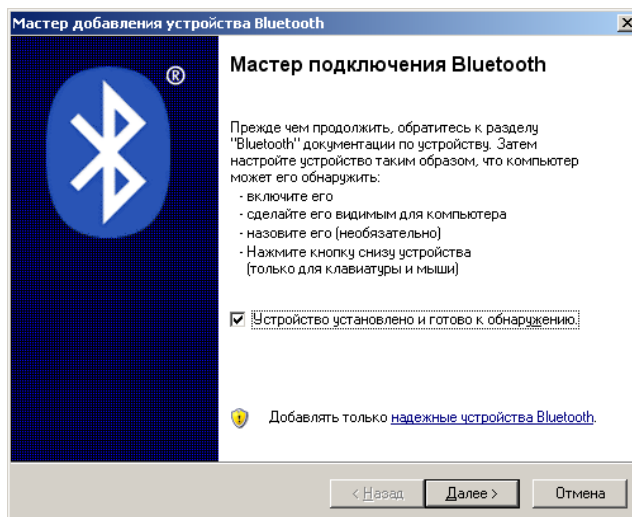 Мастер добавления устройства Bluetooth
®
Мастер подключения Bluetooth
Прежде чем продолжить, обратитесь к разделу
"Bluetooth" документации по устройству. Затем
настройте устройство таким образом, что компьютер
может его обнаружить:
- включите его
- сделайте его видимым для компьютера
- назовите его (необязательно)
- Нажмите кнопку снизу устройства
(только для клавиатуры и мыши)
Устройство установлено и готово к обнаружению.
Добавлять только надежные устройства Bluetooth.
< Назад Далее > Отмена